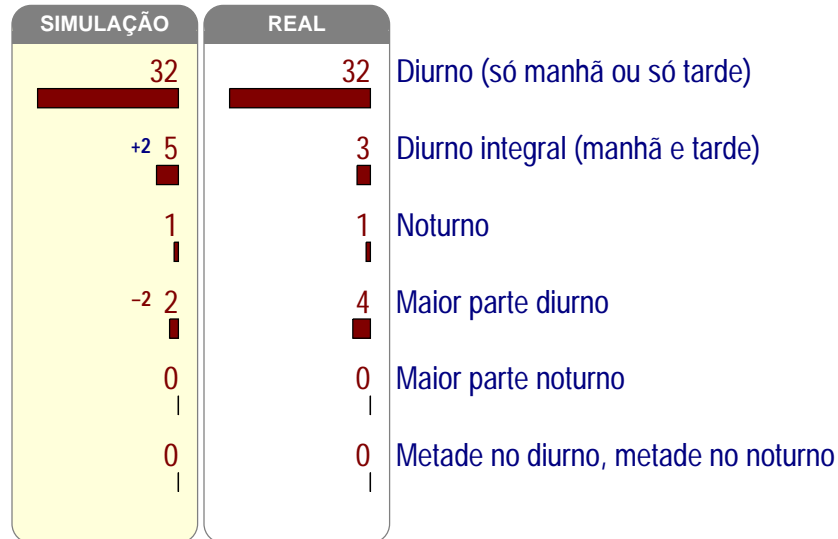 SIMULAÇÃO REAL
32 32 Diurno (só manhã ou só tarde)
+2 5 3 Diurno integral (manhã e tarde)
1 1 Noturno
−2 2 4 Maior parte diurno
0 0 Maior parte noturno
0 0 Metade no diurno, metade no noturno